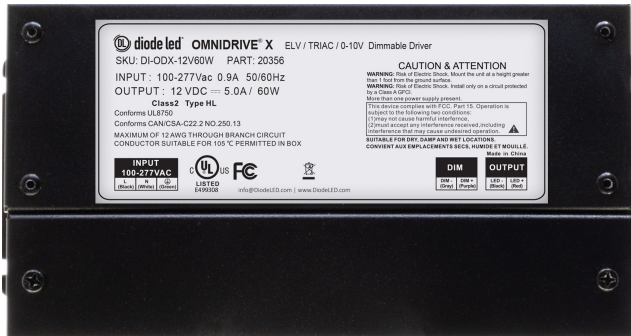 diode led® OMNIDRIVE® X ELV / TRIAC / 0-10V Dimmable Driver
SKU: DI-ODX-12V60W PART: 20356
INPUT : 100-277Vac 0.9A 50/60Hz
OUTPUT : 12 VDC ⎓ 5.0A / 60W
Class2 Type HL
Conforms UL8750
Conforms CAN/CSA-C22.2 NO.250.13
MAXIMUM OF 12 AWG THROUGH BRANCH CIRCUIT
CONDUCTOR SUITABLE FOR 105 °C PERMITTED IN BOX
INPUT
100-277VAC
L N
(Black) (White) (Green)
C UL US FC
LISTED
E499308
info@DiodeLED.com | www.DiodeLED.com
CAUTION & ATTENTION
WARNING: Risk of Electric Shock. Mount the unit at a height greater
than 1 foot from the ground surface.
WARNING: Risk of Electric Shock. Install only on a circuit protected
by a Class A GFCI.
More than one power supply present.
This device complies with FCC. Part 15. Operation is
subject to the following two conditions:
(1)may not cause harmful interfernce,
(2)must accept any interference received,including
interference that may cause undesired operation.
SUITABLE FOR DRY, DAMP AND WET LOCATIONS.
CONVIENT AUX EMPLACEMENTS SECS, HUMIDE ET MOUILLÉ.
Made in China
DIM
DIM - DIM +
(Grey) (Purple)
OUTPUT
LED - LED +
(Black) (Red)